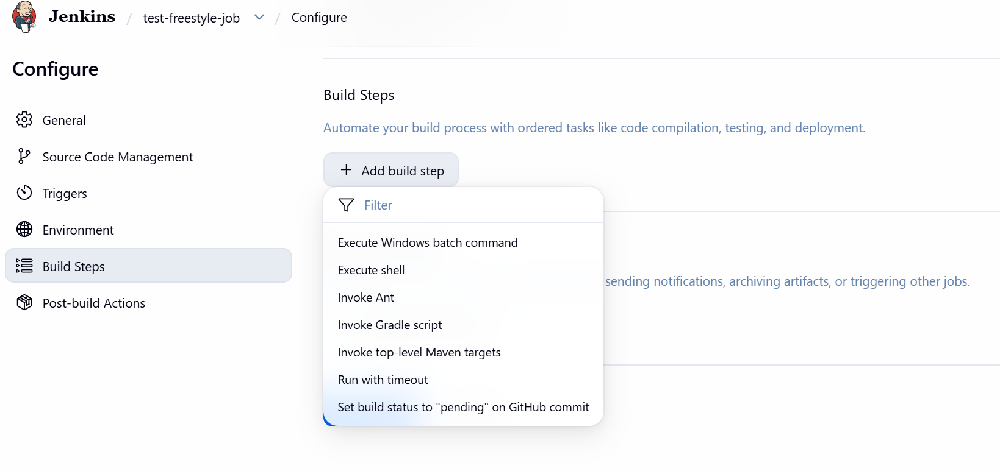 Jenkins / test-freestyle-job / Configure
Configure
General
Source Code Management
Triggers
Environment
Build Steps
Post-build Actions
Build Steps
Automate your build process with ordered tasks like code compilation, testing, and deployment.
+ Add build step
Filter
Execute Windows batch command
Execute shell
Invoke Ant
Invoke Gradle script
Invoke top-level Maven targets
Run with timeout
Set build status to "pending" on GitHub commit
sending notifications, archiving artifacts, or triggering other jobs.